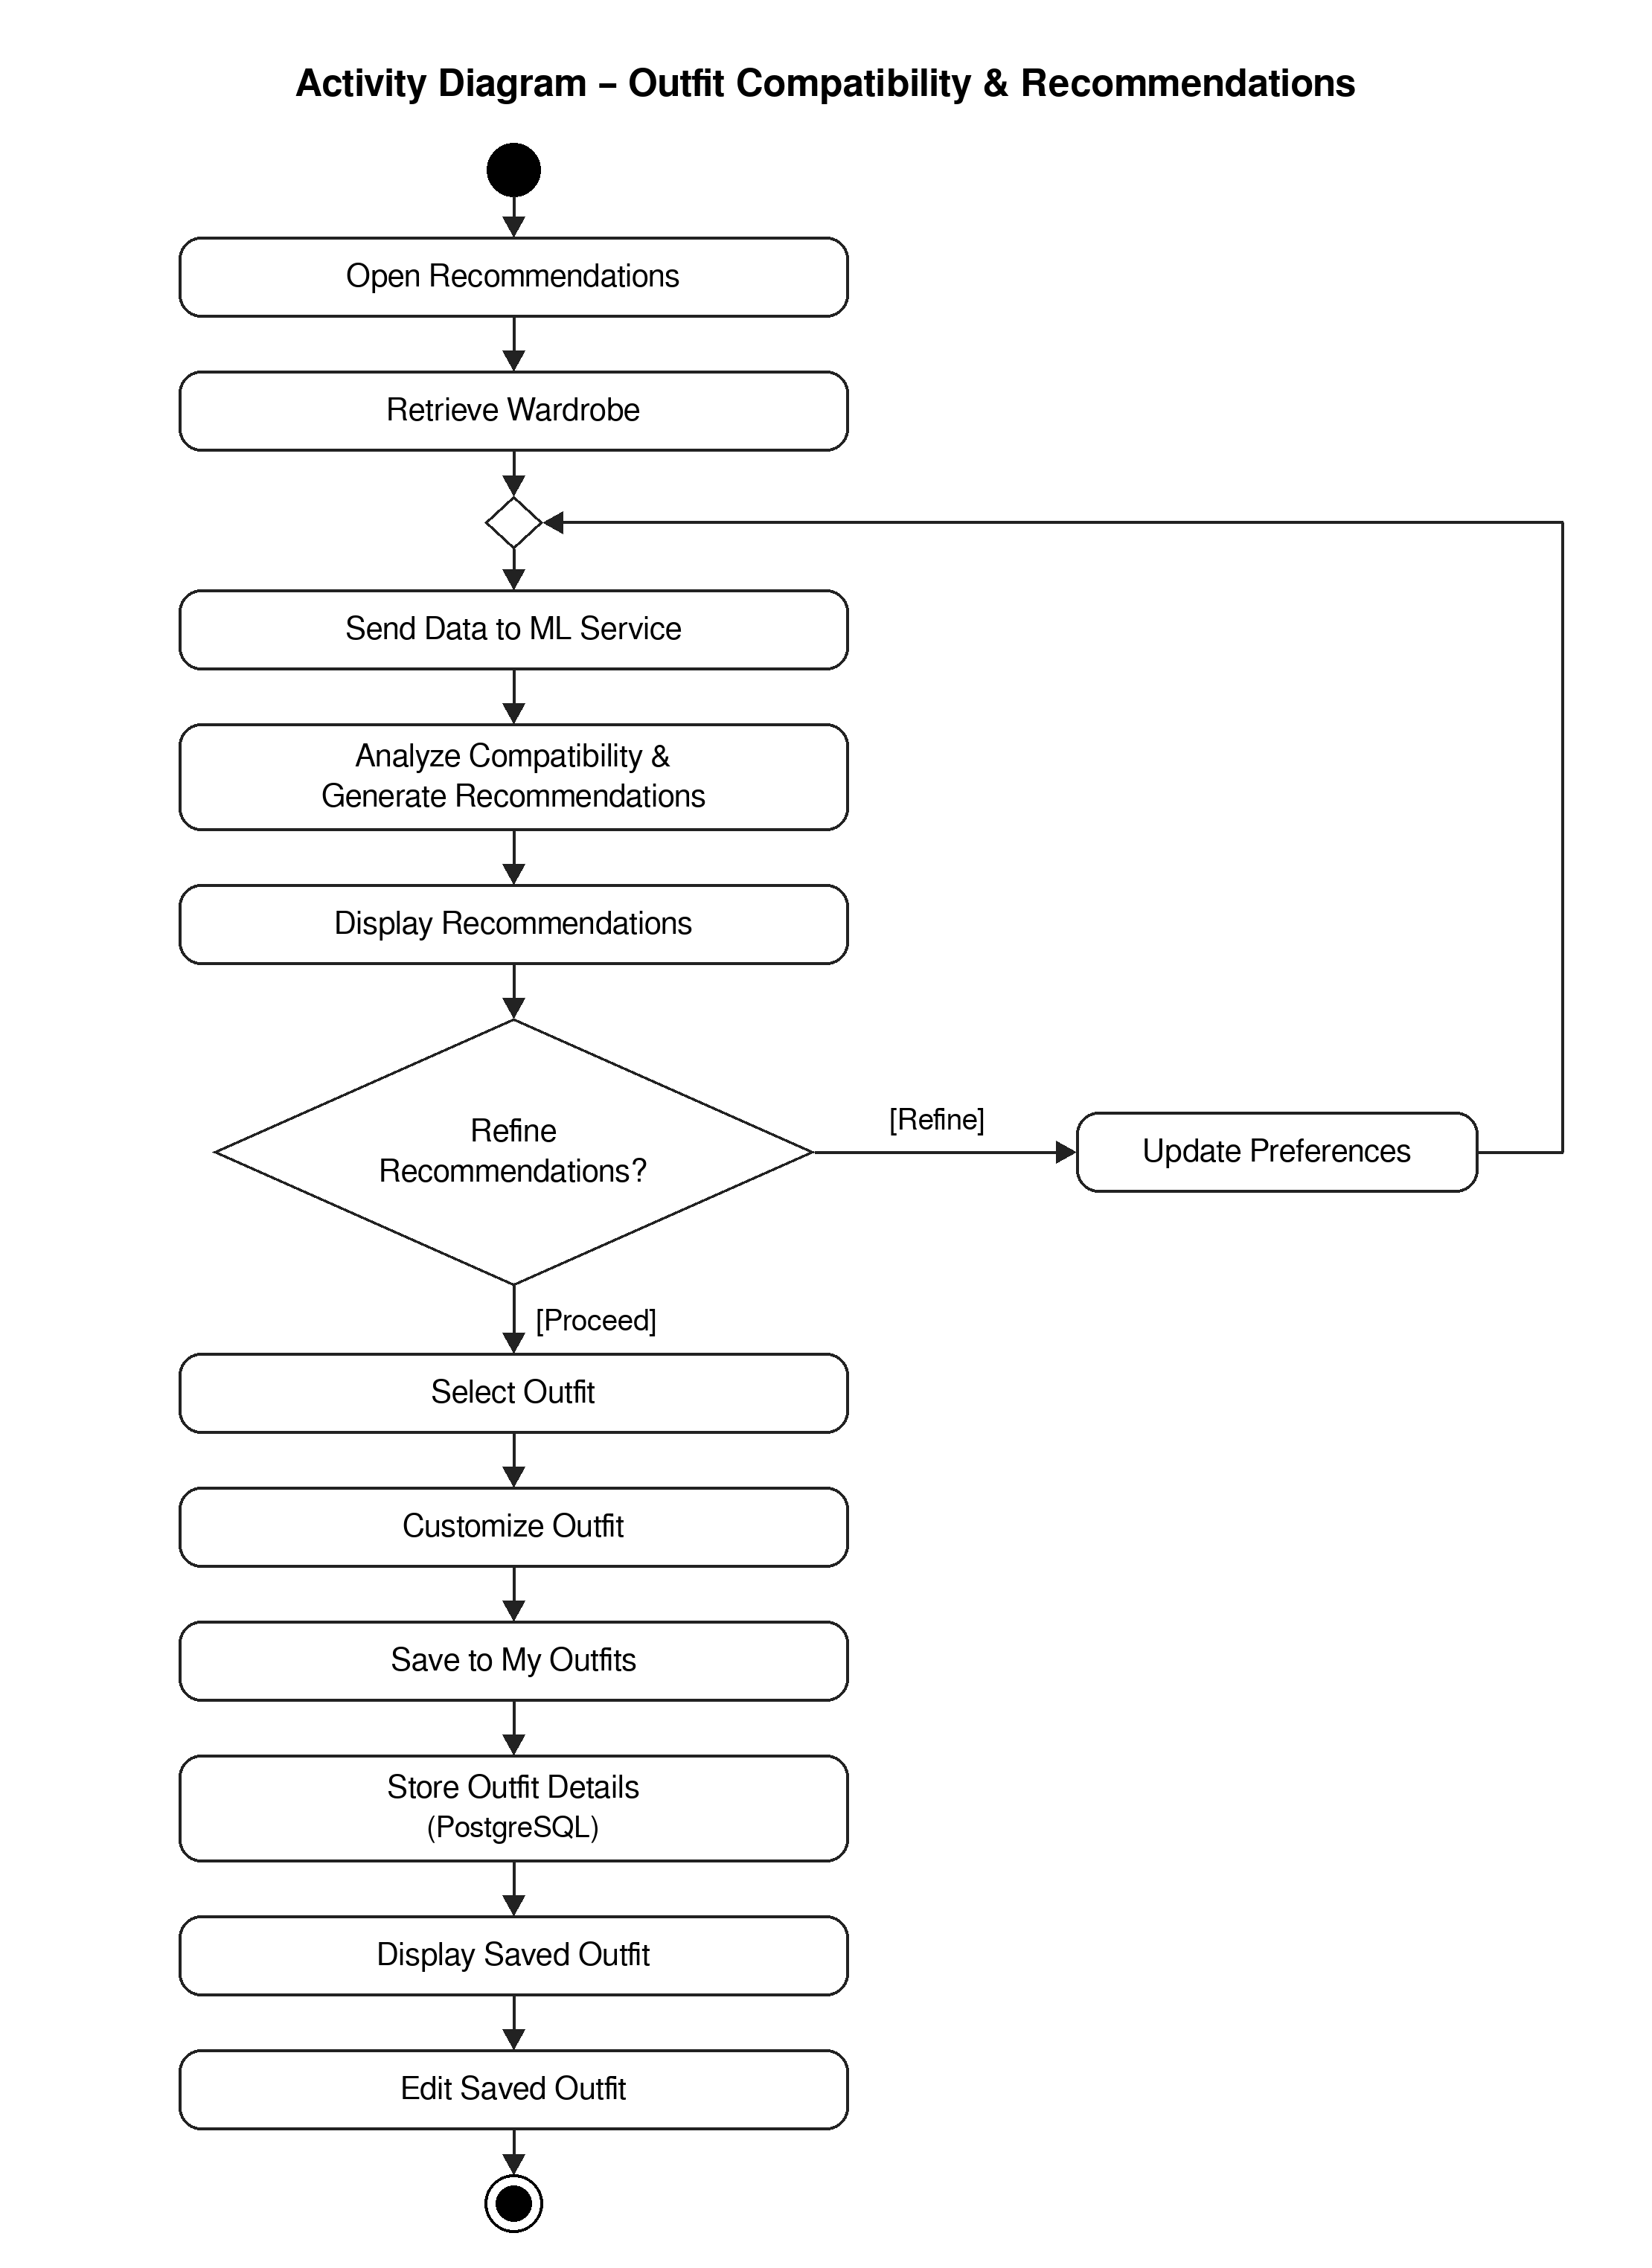 Activity Diagram – Outfit Compatibility & Recommendations
Open Recommendations
Retrieve Wardrobe
Send Data to ML Service
Analyze Compatibility &
Generate Recommendations
Display Recommendations
Refine
Recommendations?
[Refine]
Update Preferences
[Proceed]
Select Outfit
Customize Outfit
Save to My Outfits
Store Outfit Details
(PostgreSQL)
Display Saved Outfit
Edit Saved Outfit